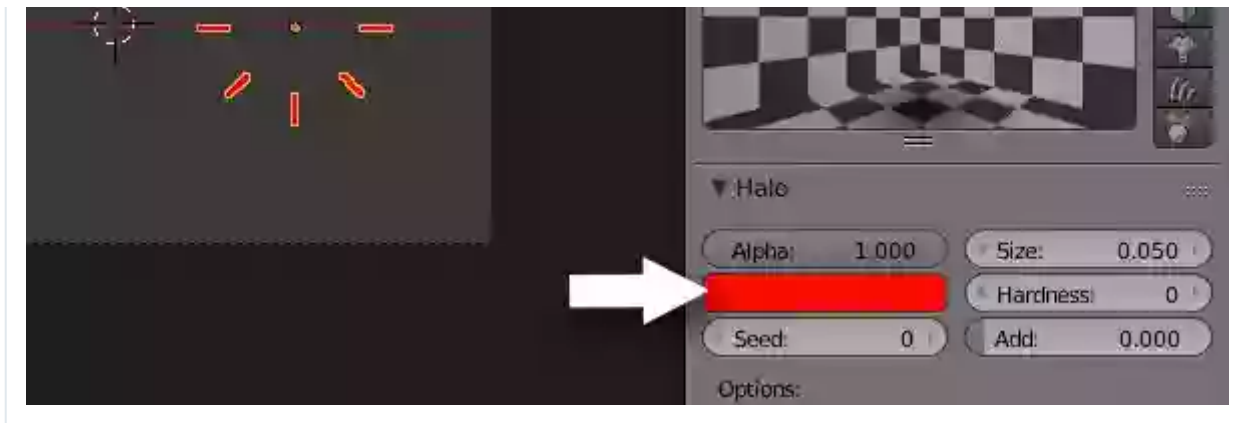 Halo
Alpha: 1.000
Size: 0.050
Hardness: 0
Seed: 0
Add: 0.000
Options: